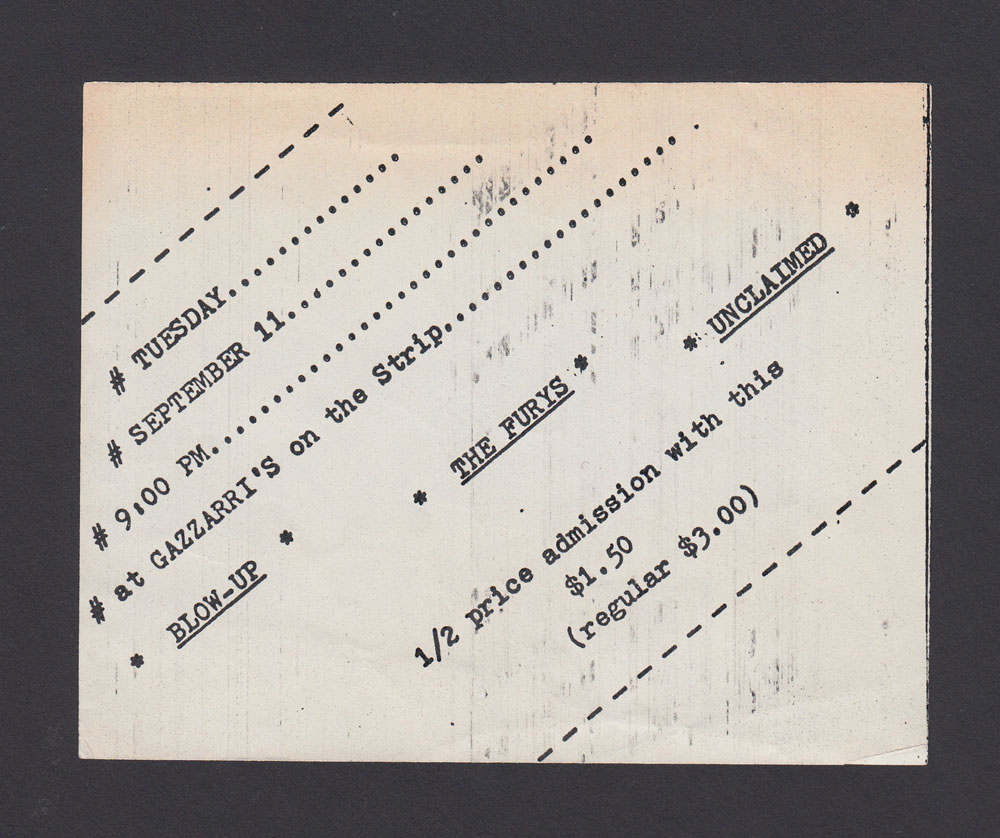 # TUESDAY..............
# SEPTEMBER 11................
# 9:00 PM...............................
# at GAZZARRI'S on the Strip...................
* BLOW-UP *
* THE FURYS *
* UNCLAIMED *
1/2 price admission with this
$1.50
(regular $3.00)